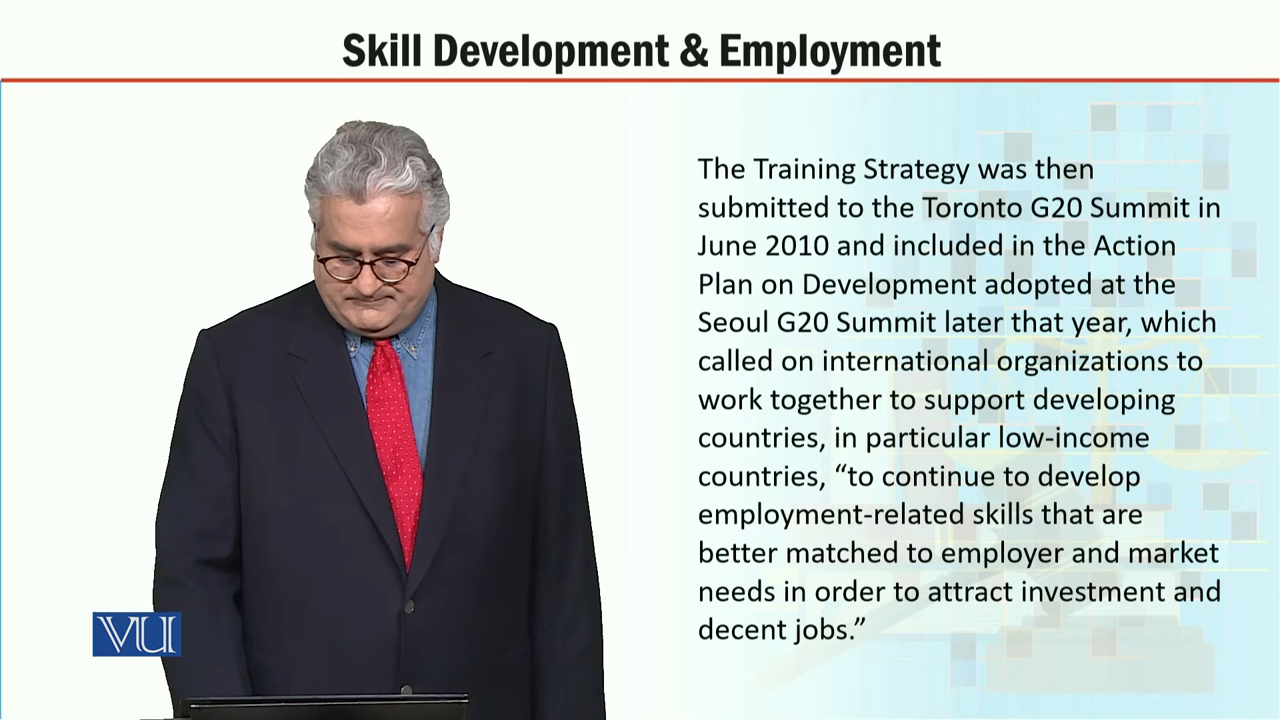 Skill Development & Employment
The Training Strategy was then
submitted to the Toronto G20 Summit in
June 2010 and included in the Action
Plan on Development adopted at the
Seoul G20 Summit later that year, which
called on international organizations to
work together to support developing
countries, in particular low-income
countries, “to continue to develop
employment-related skills that are
better matched to employer and market
needs in order to attract investment and
decent jobs.”
VU